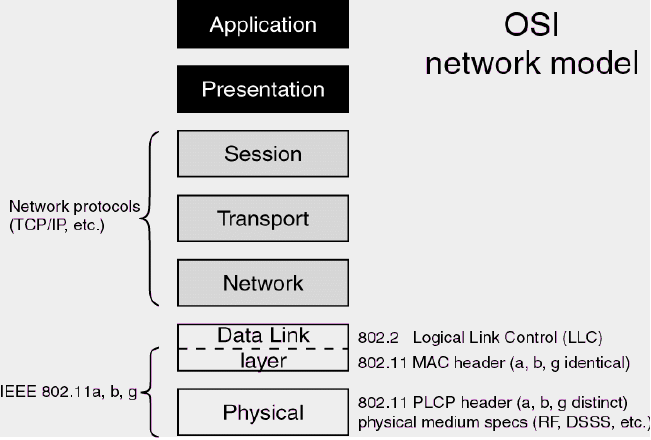 OSI
network model
Application
Presentation
Session
Transport
Network
Network protocols
(TCP/IP, etc.)
Data Link
layer
802.2 Logical Link Control (LLC)
802.11 MAC header (a, b, g identical)
IEEE 802.11a, b, g
Physical
802.11 PLCP header (a, b, g distinct)
physical medium specs (RF, DSSS, etc.)